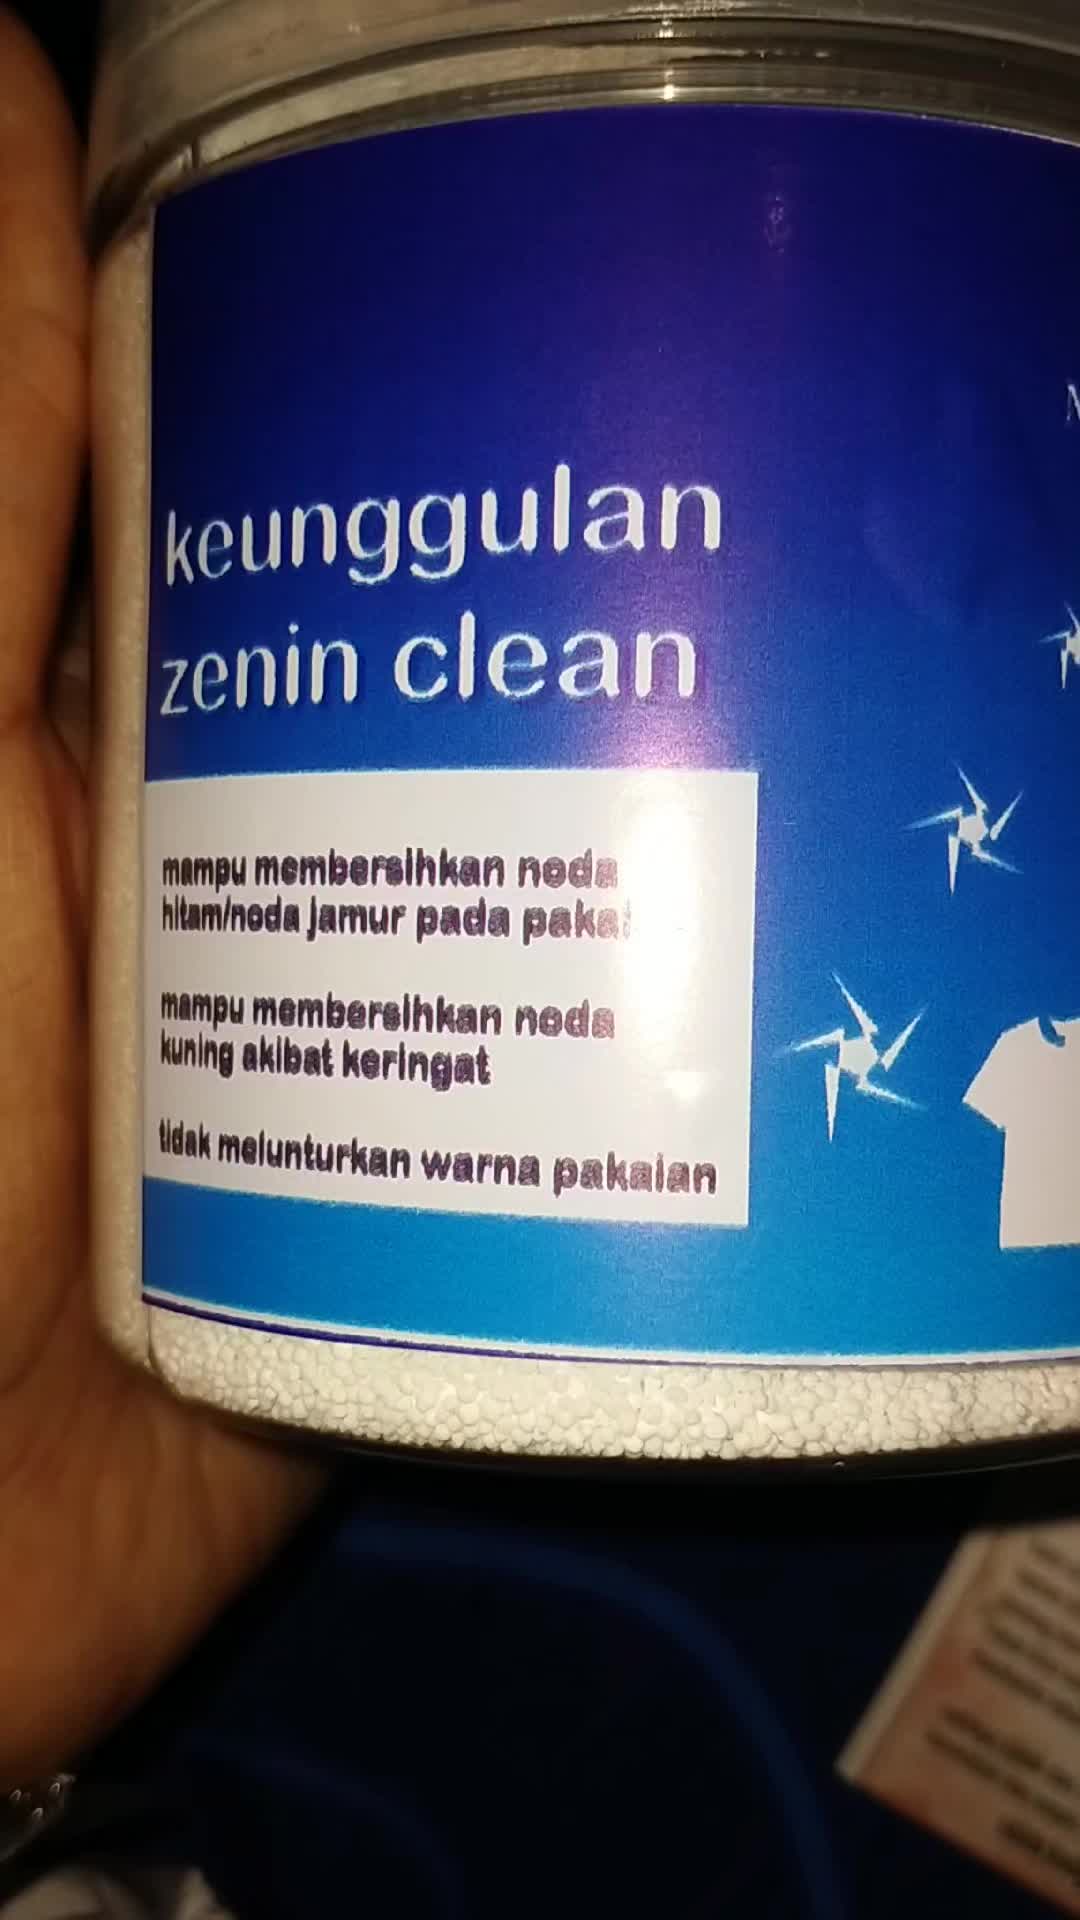 keunggulan
zenin clean
mampu membersihkan noda
hitam/noda jamur pada
mampu membersihkan noda
kuning akibat keringat
tidak melunturkan warna pakaian